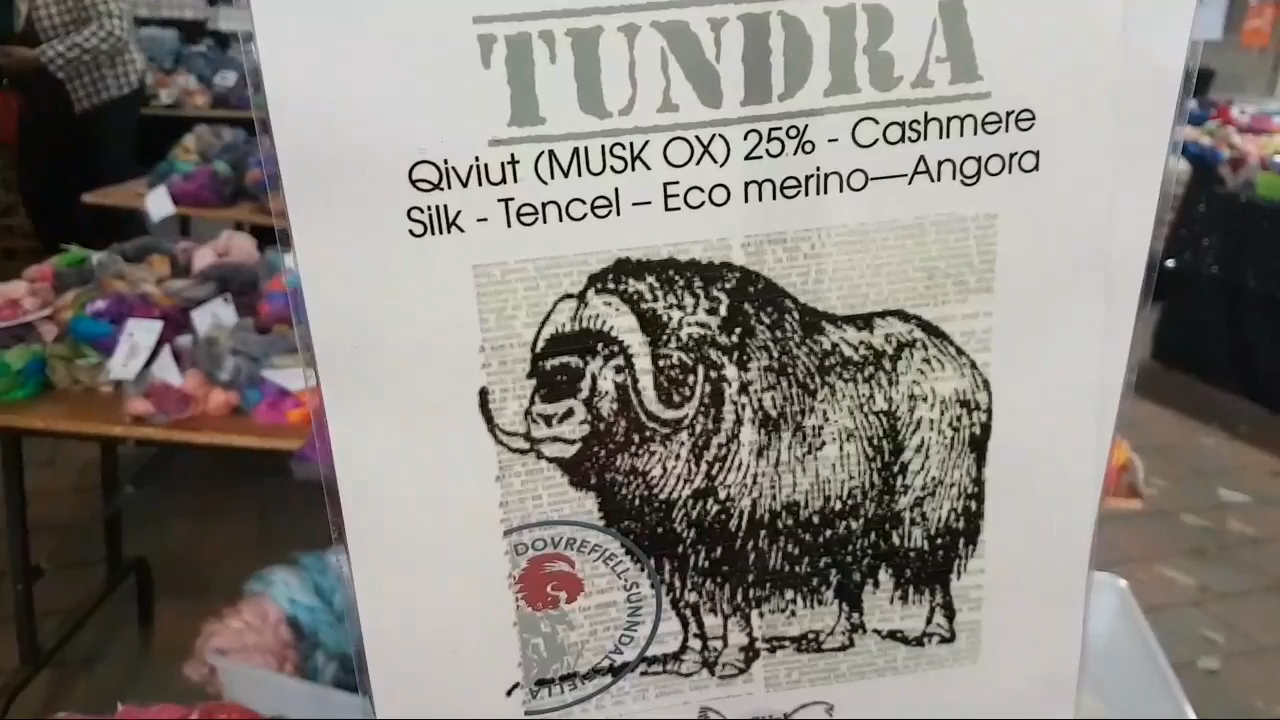 TUNDRA
Qiviut (MUSK OX) 25% - Cashmere
Silk - Tencel – Eco merino—Angora
DOVREFJELL-SUNNDALSFJELLA